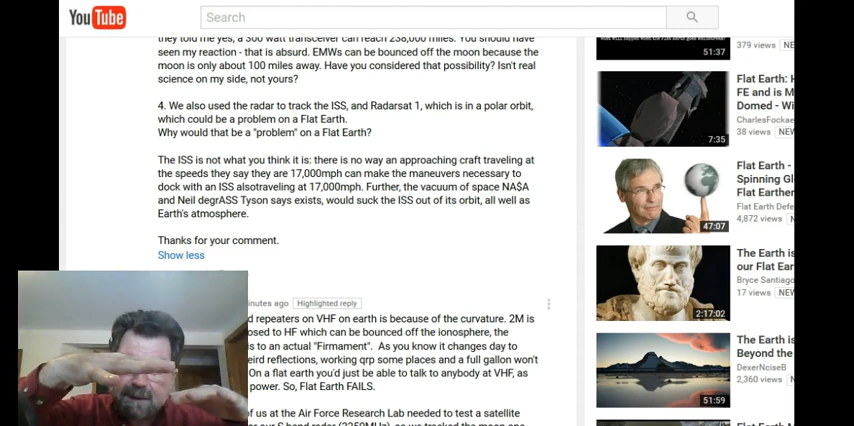 YouTube
Search
they told me yes, a 300 watt transceiver can reach 238,000 miles. You should have
seen my reaction - that is absurd. EMWs can be bounced off the moon because the
moon is only about 100 miles away. Have you considered that possibility? Isn't real
science on my side, not yours?
4. We also used the radar to track the ISS, and Radarsat 1, which is in a polar orbit,
which could be a problem on a Flat Earth.
Why would that be a "problem" on a Flat Earth?
The ISS is not what you think it is: there is no way an approaching craft traveling at
the speeds they say they are 17,000mph can make the maneuvers necessary to
dock with an ISS alsotraveling at 17,000mph. Further, the vacuum of space NA$A
and Neil degrASS Tyson says exists, would suck the ISS out of its orbit, all well as
Earth's atmosphere.
Thanks for your comment.
Show less
minutes ago Highlighted reply
d repeaters on VHF on earth is because of the curvature. 2M is
osed to HF which can be bounced off the ionosphere, the
s to an actual "Firmament". As you know it changes day to
eird reflections, working qrp some places and a full gallon won't
On a flat earth you'd just be able to talk to anybody at VHF, as
power. So, Flat Earth FAILS.
of us at the Air Force Research Lab needed to test a satellite
51:37
379 views NE
7:35
Flat Earth: H
FE and is M
Domed - Wi
CharlesFockae
38 views NEW
47:07
Flat Earth -
Spinning Gl
Flat Earther
Flat Earth Defe
4,872 views
2:17:02
The Earth is
our Flat Ear
Bryce Santiago
17 views NEW
51:59
The Earth is
Beyond the
DexerNciseB
2,360 views